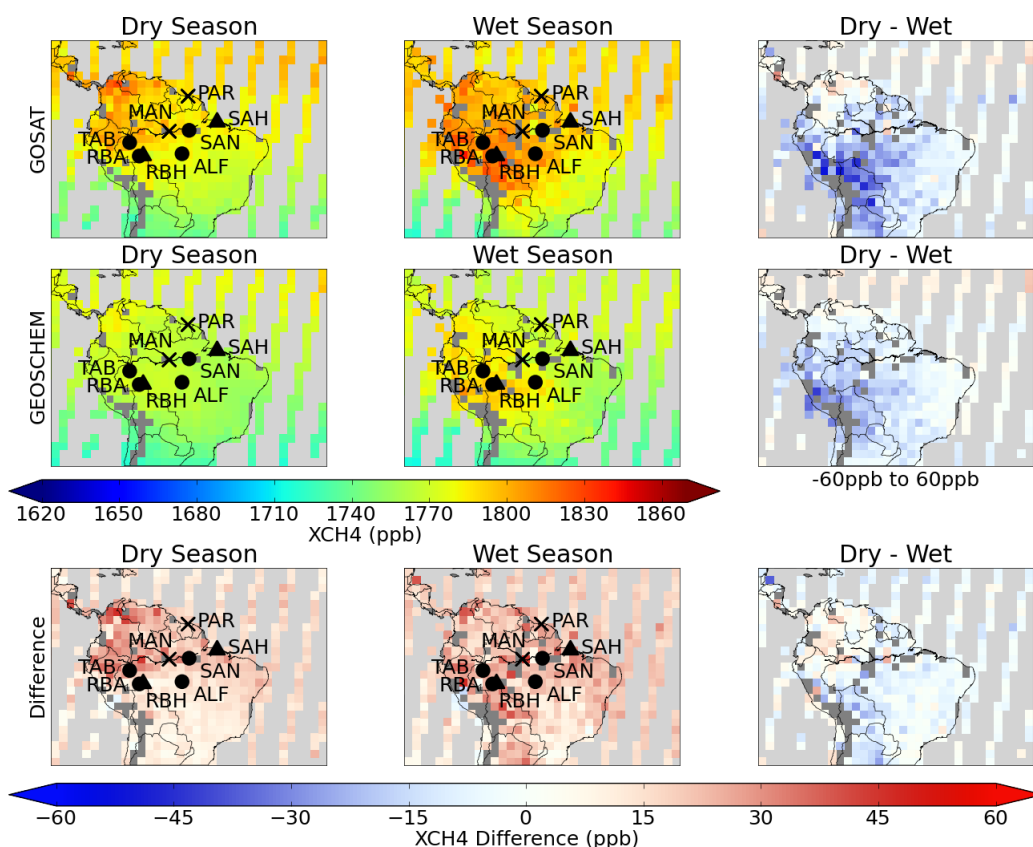 Dry Season Wet Season Dry - Wet
GOSAT
PAR
MAN
SAH
TAB
SAN
RBA
RBH
ALF
PAR
MAN
SAH
TAB
SAN
RBA
RBH
ALF
Dry Season Wet Season Dry - Wet
GEOSCHEM
PAR
MAN
SAH
TAB
SAN
RBA
RBH
ALF
PAR
MAN
SAH
TAB
SAN
RBA
RBH
ALF
-60ppb to 60ppb
1620 1650 1680 1710 1740 1770 1800 1830 1860
XCH4 (ppb)
Dry Season Wet Season Dry - Wet
Difference
PAR
MAN
SAH
TAB
SAN
RBA
RBH
ALF
PAR
MAN
SAH
TAB
SAN
RBA
RBH
ALF
−60 −45 −30 −15 0 15 30 45 60
XCH4 Difference (ppb)